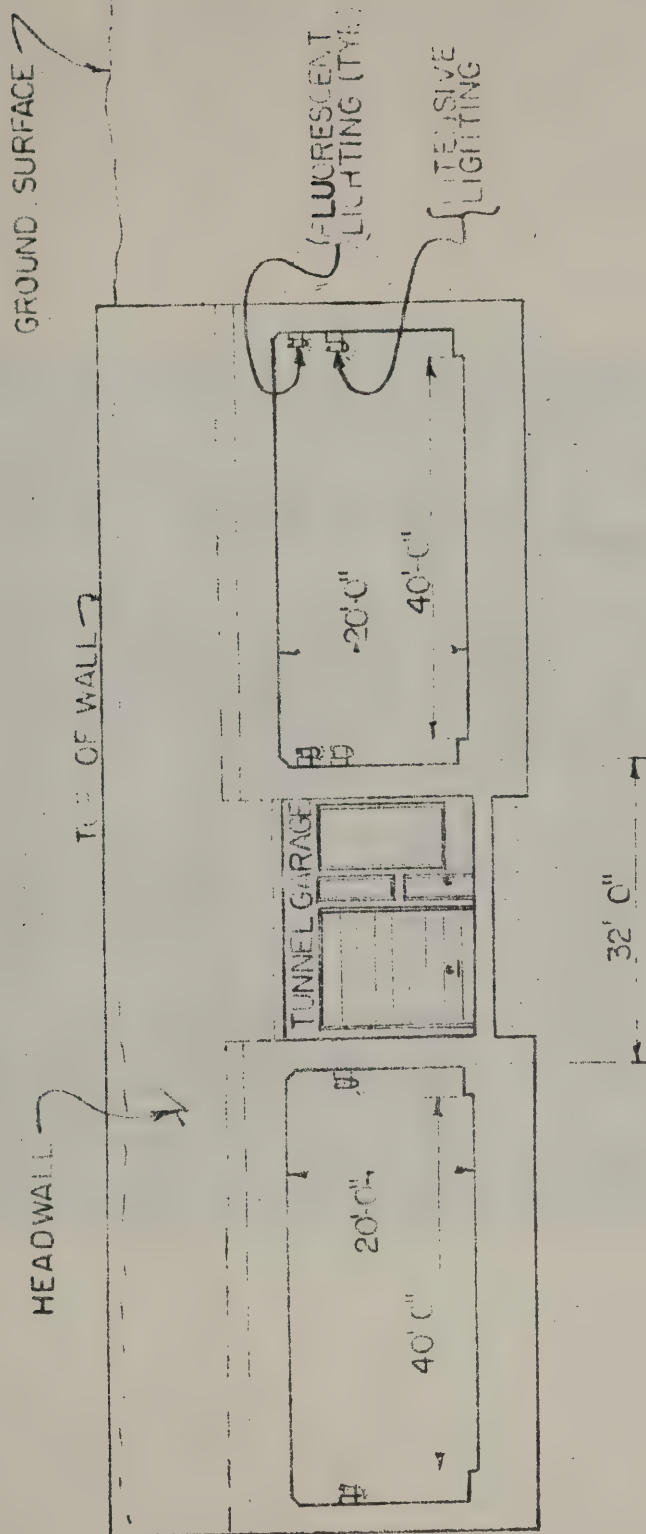 GROUND SURFACE
HEADWALL
OF WALL
FLUORESCENT
LIGHTING
LIGHTING
TUNNEL GARAGE
20'-0"
20'-0"
40'-0"
40'-0"
32'-0"